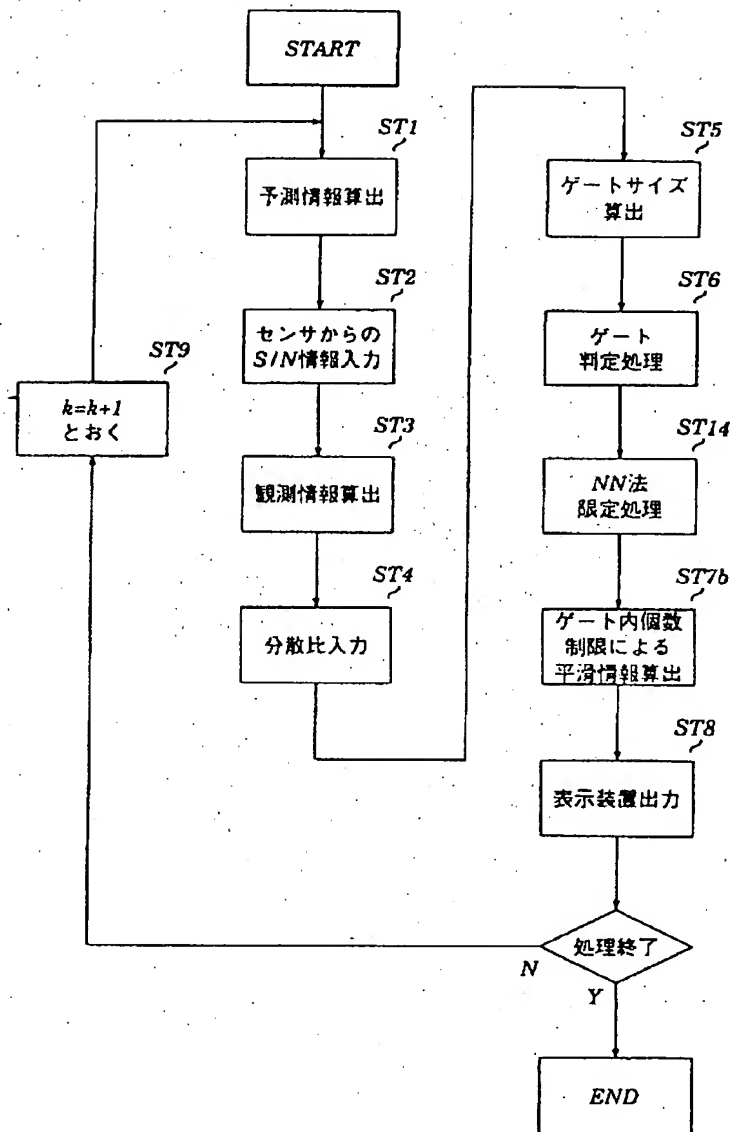 START
ST1
予測情報算出
ST2
センサからの
S/N情報入力
ST3
観測情報算出
ST4
分散比入力
ST5
ゲートサイズ
算出
ST6
ゲート
判定処理
ST14
NN法
限定処理
ST7b
ゲート内個数
制限による
平滑情報算出
ST8
表示装置出力
処理終了
N
Y
ST9
k=k+1
とおく
END